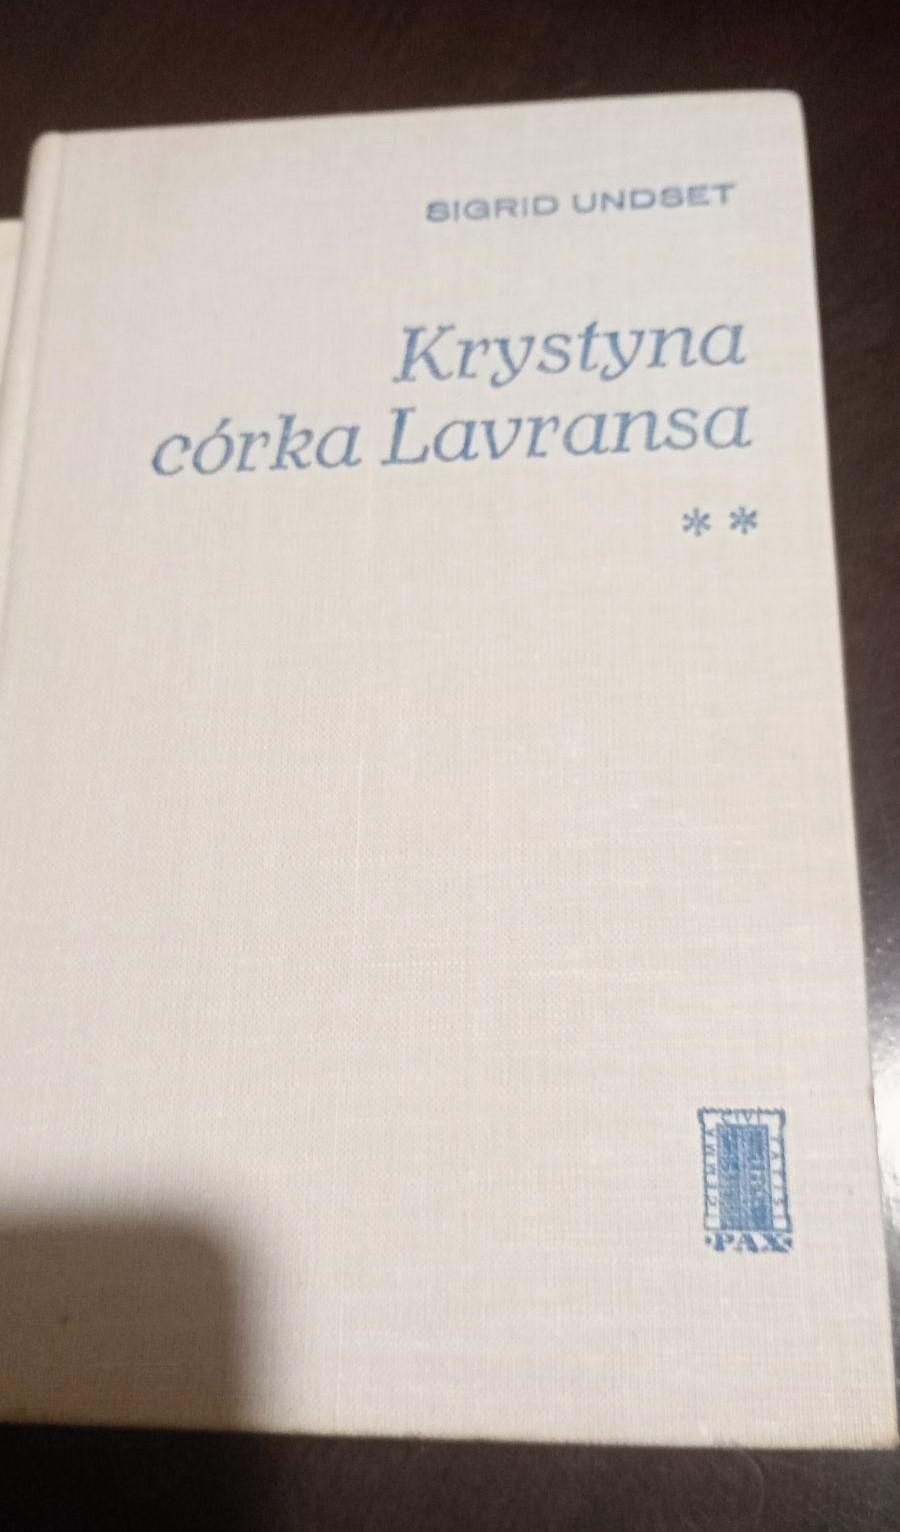 SIGRID UNDSET
Krystyna
córka Lavransa
* *
PAX